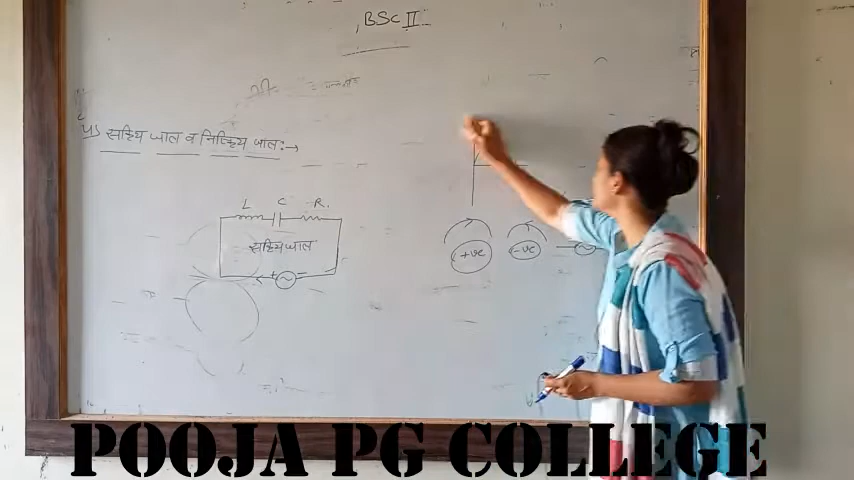 BSC II
4) सक्रिय जाल व निष्क्रिय जाल :→
L C R
सक्रिय जाल
+ ~ -
+ve -ve ~
POOJA PG COLLEGE